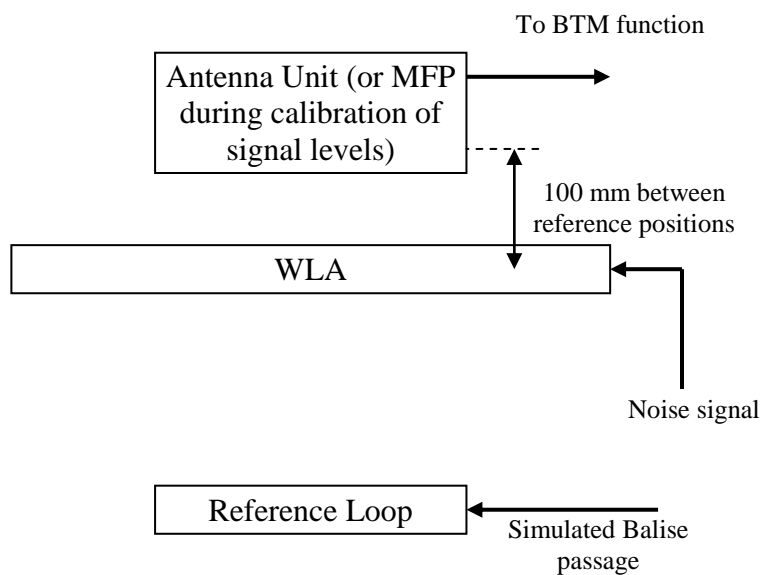 To BTM function
Antenna Unit (or MFP
during calibration of
signal levels)
100 mm between
reference positions
WLA
Noise signal
Reference Loop
Simulated Balise
passage